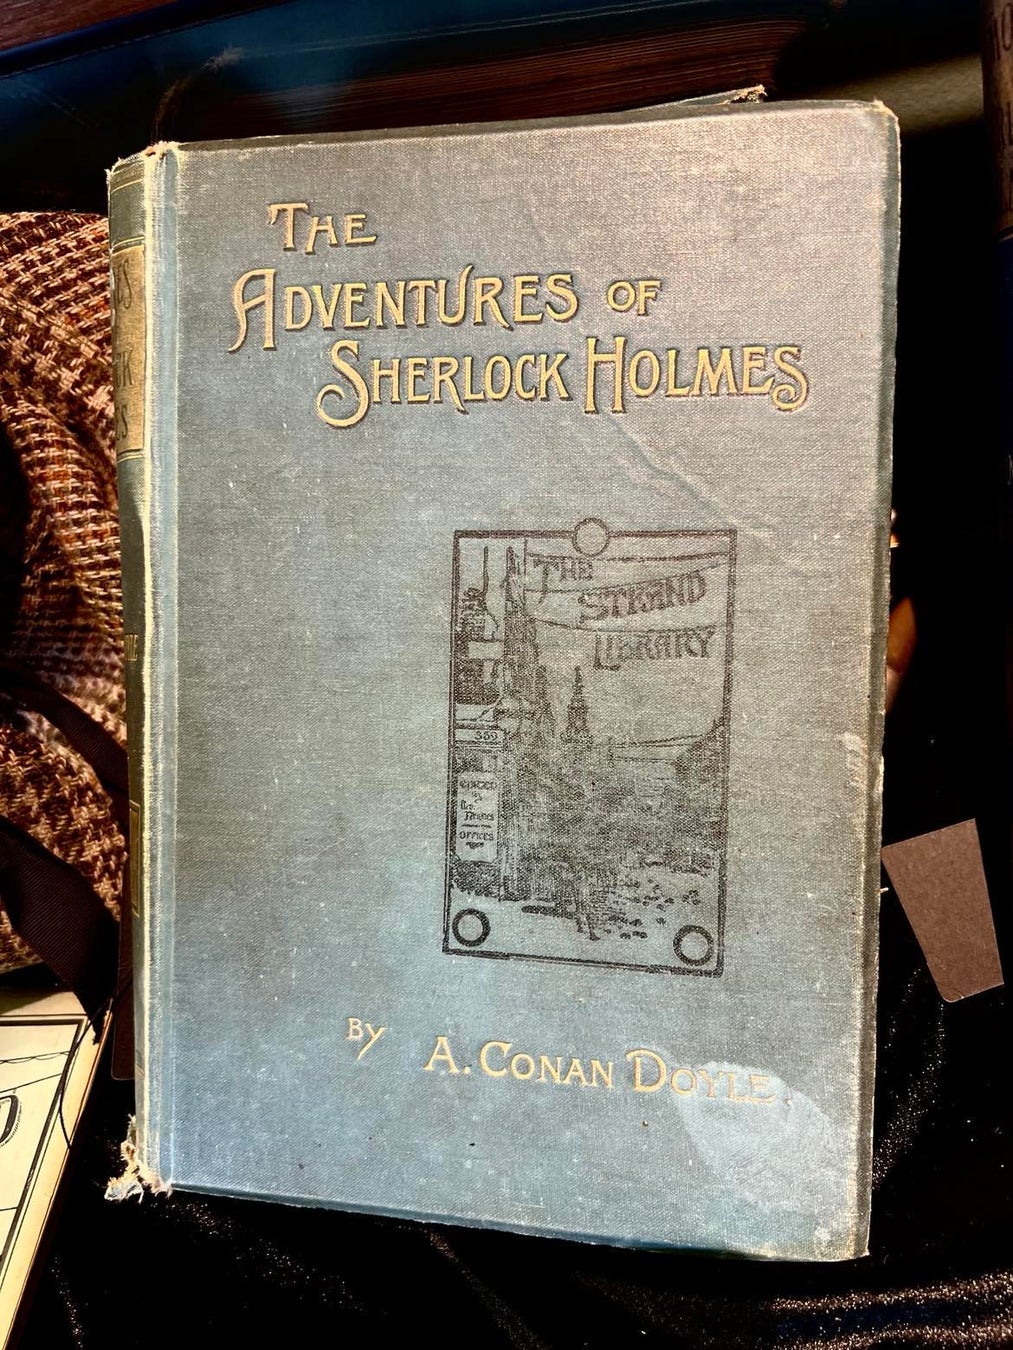 The
Adventures of
Sherlock Holmes
The
Strand
Library
359
Offices
By A. Conan Doyle.